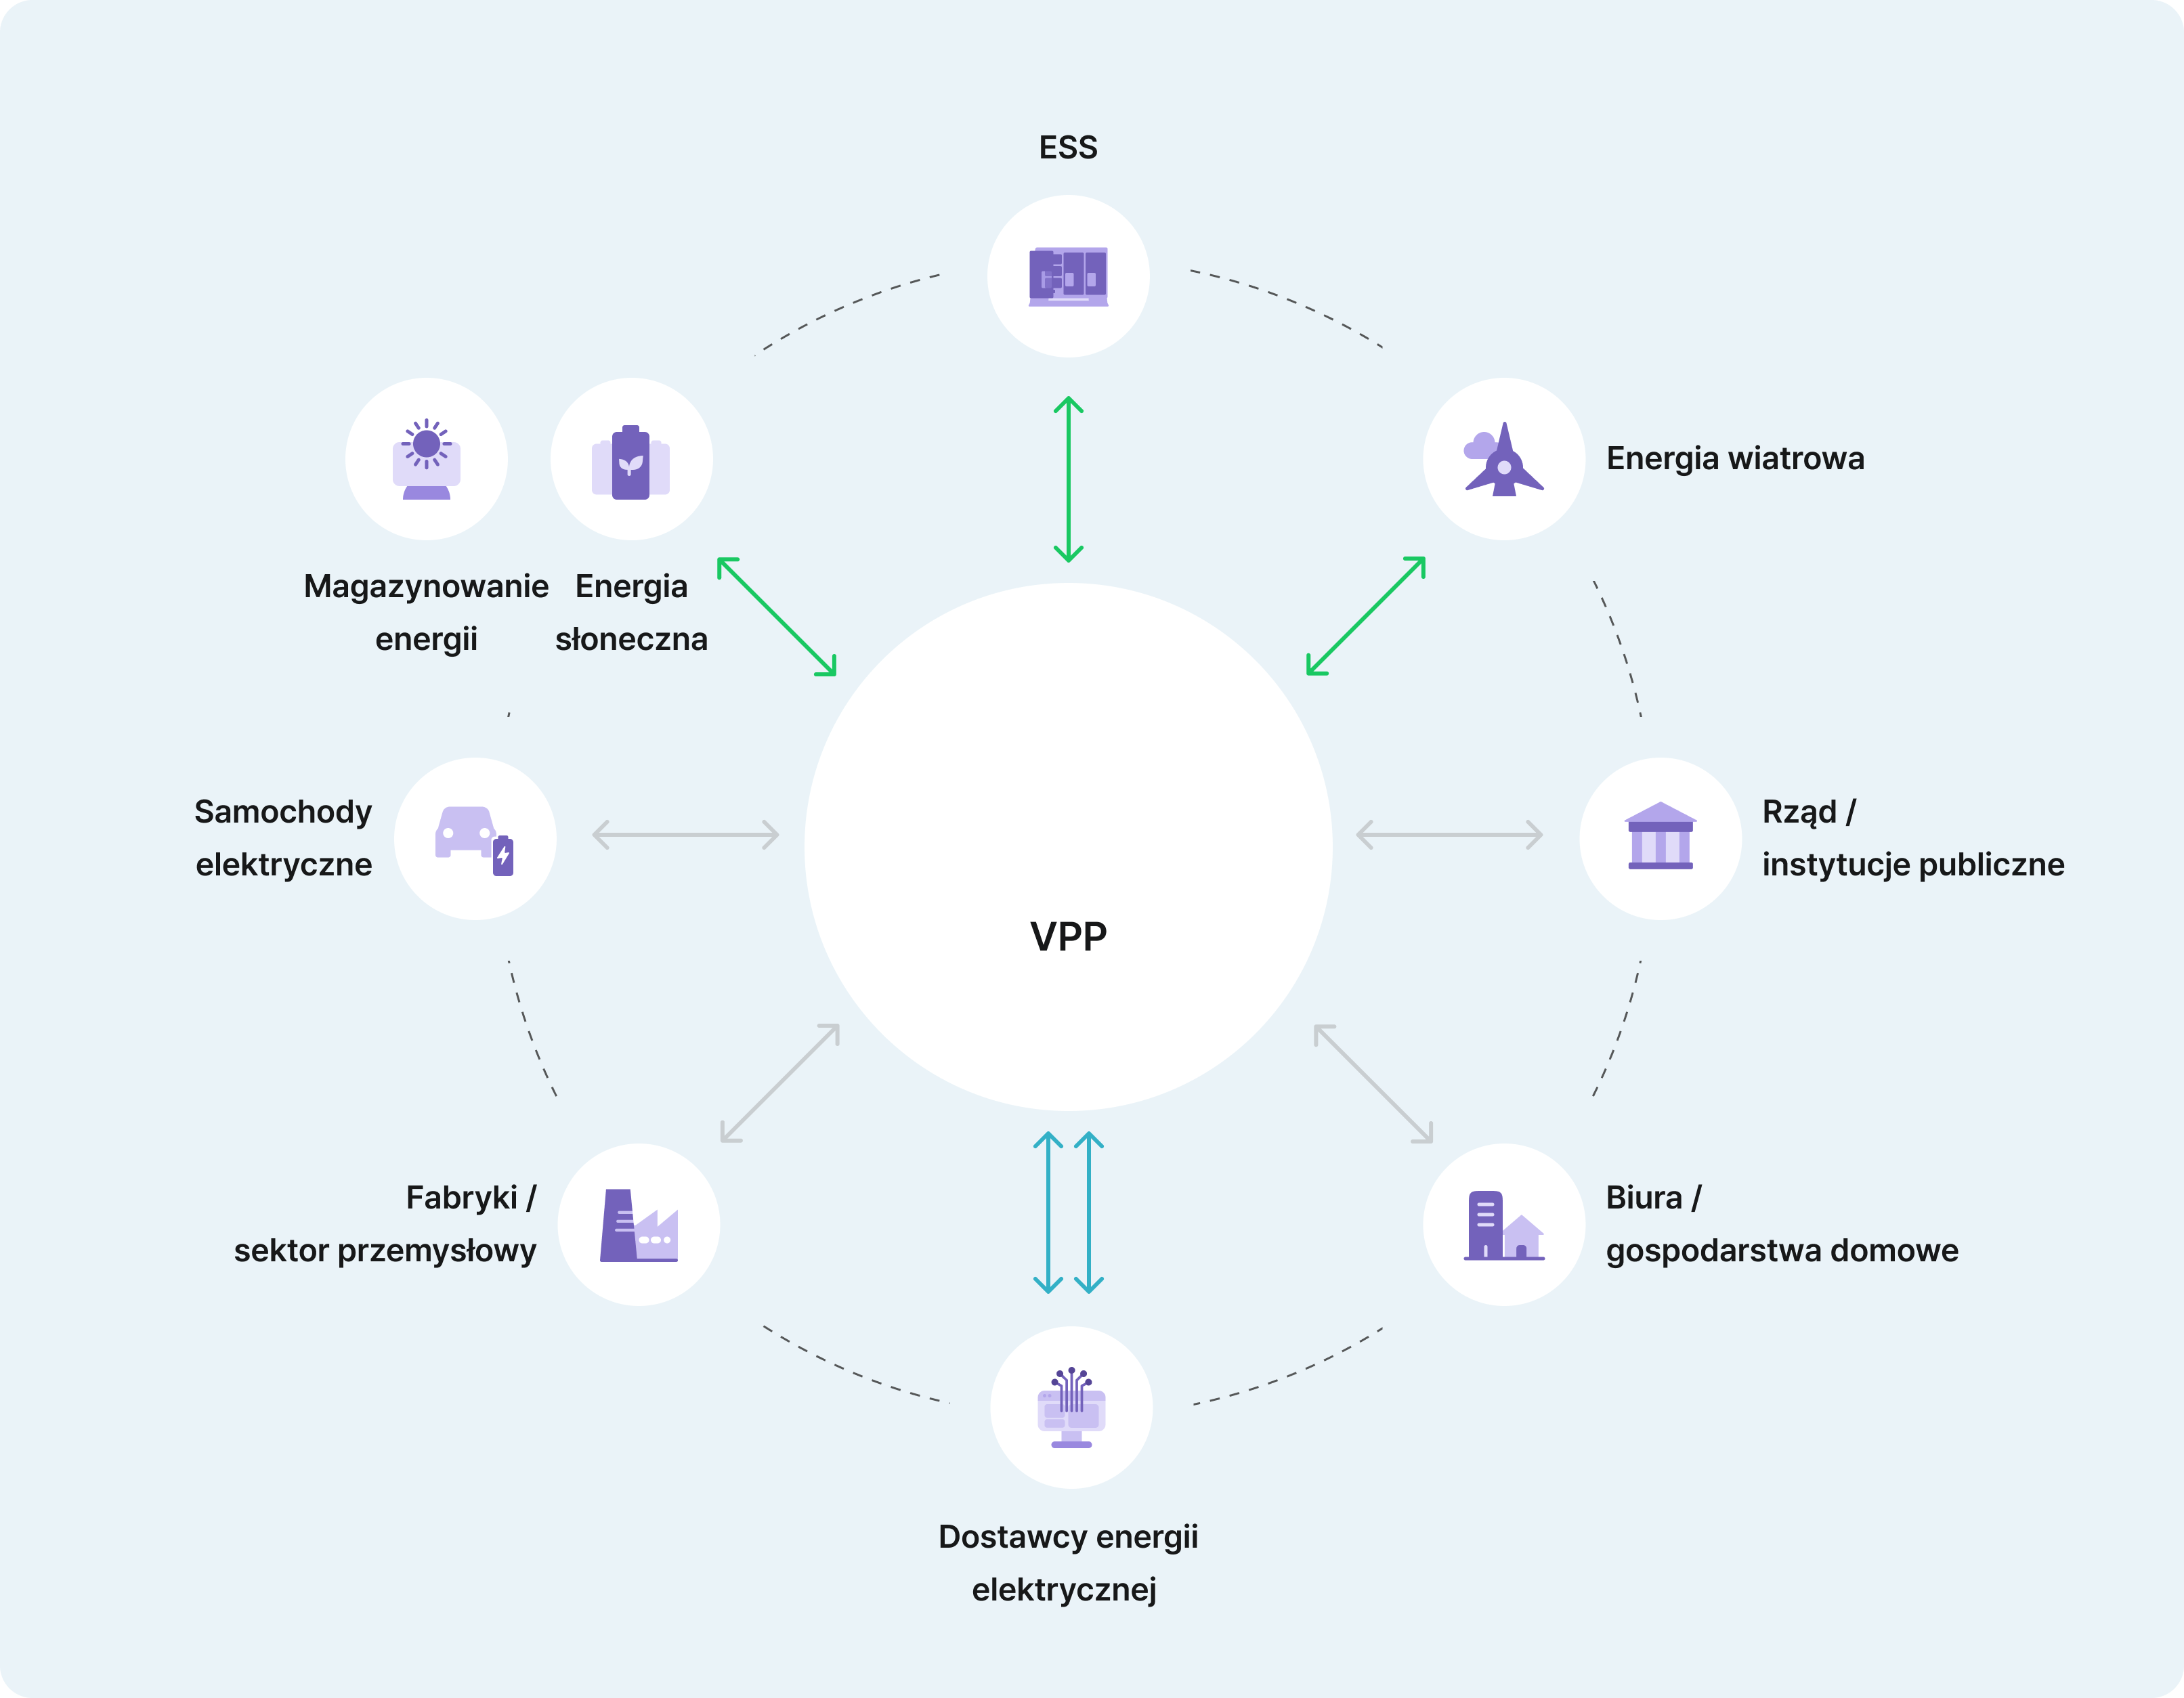 ESS
Energia wiatrowa
Magazynowanie
energii
Energia
słoneczna
Samochody
elektryczne
Rząd /
instytucje publiczne
VPP
Fabryki /
sektor przemysłowy
Biura /
gospodarstwa domowe
Dostawcy energii
elektrycznej